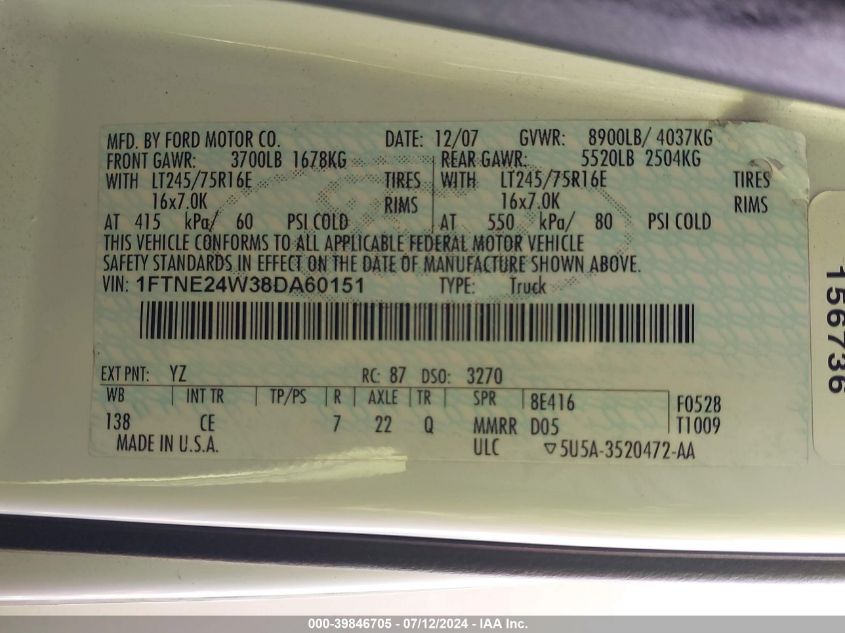 MFD. BY FORD MOTOR CO. DATE: 12/07 GVWR: 8900LB/ 4037KG
FRONT GAWR: 3700LB 1678KG REAR GAWR: 5520LB 2504KG
WITH LT245/75R16E TIRES WITH LT245/75R16E TIRES
16x7.0K RIMS 16x7.0K RIMS
AT 415 kPa/ 60 PSI COLD AT 550 kPa/ 80 PSI COLD
THIS VEHICLE CONFORMS TO ALL APPLICABLE FEDERAL MOTOR VEHICLE
SAFETY STANDARDS IN EFFECT ON THE DATE OF MANUFACTURE SHOWN ABOVE.
VIN: 1FTNE24W38DA60151 TYPE: Truck
EXT PNT: YZ RC: 87 DSO: 3270
WB INT TR TP/PS R AXLE TR SPR 8E416 F0528
138 CE 7 22 Q MMRR D05 T1009
MADE IN U.S.A. ULC ▽5U5A-3520472-AA
156736
000-39846705 - 07/12/2024 - IAA Inc.